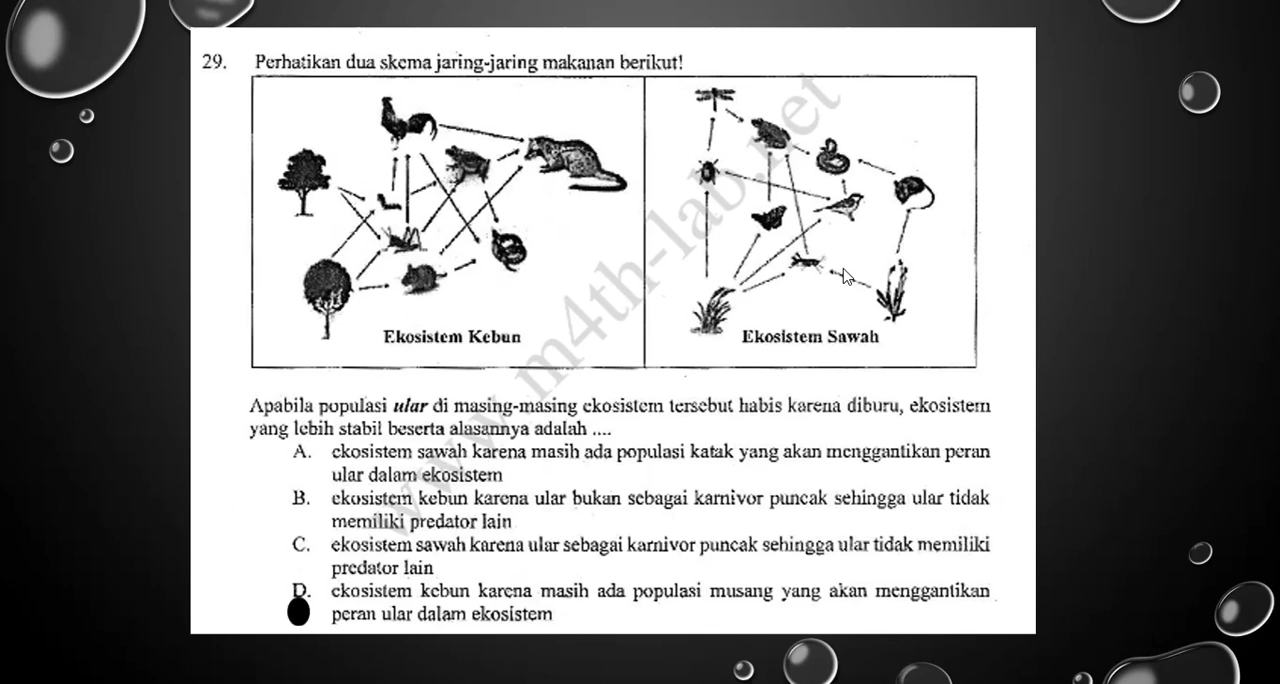 29. Perhatikan dua skema jaring-jaring makanan berikut!
Ekosistem Kebun
Ekosistem Sawah
www.m4th-lab.net
Apabila populasi ular di masing-masing ekosistem tersebut habis karena diburu, ekosistem
yang lebih stabil beserta alasannya adalah ....
A. ekosistem sawah karena masih ada populasi katak yang akan menggantikan peran
ular dalam ekosistem
B. ekosistem kebun karena ular bukan sebagai karnivor puncak sehingga ular tidak
memiliki predator lain
C. ekosistem sawah karena ular sebagai karnivor puncak sehingga ular tidak memiliki
predator lain
D. ekosistem kebun karena masih ada populasi musang yang akan menggantikan
peran ular dalam ekosistem